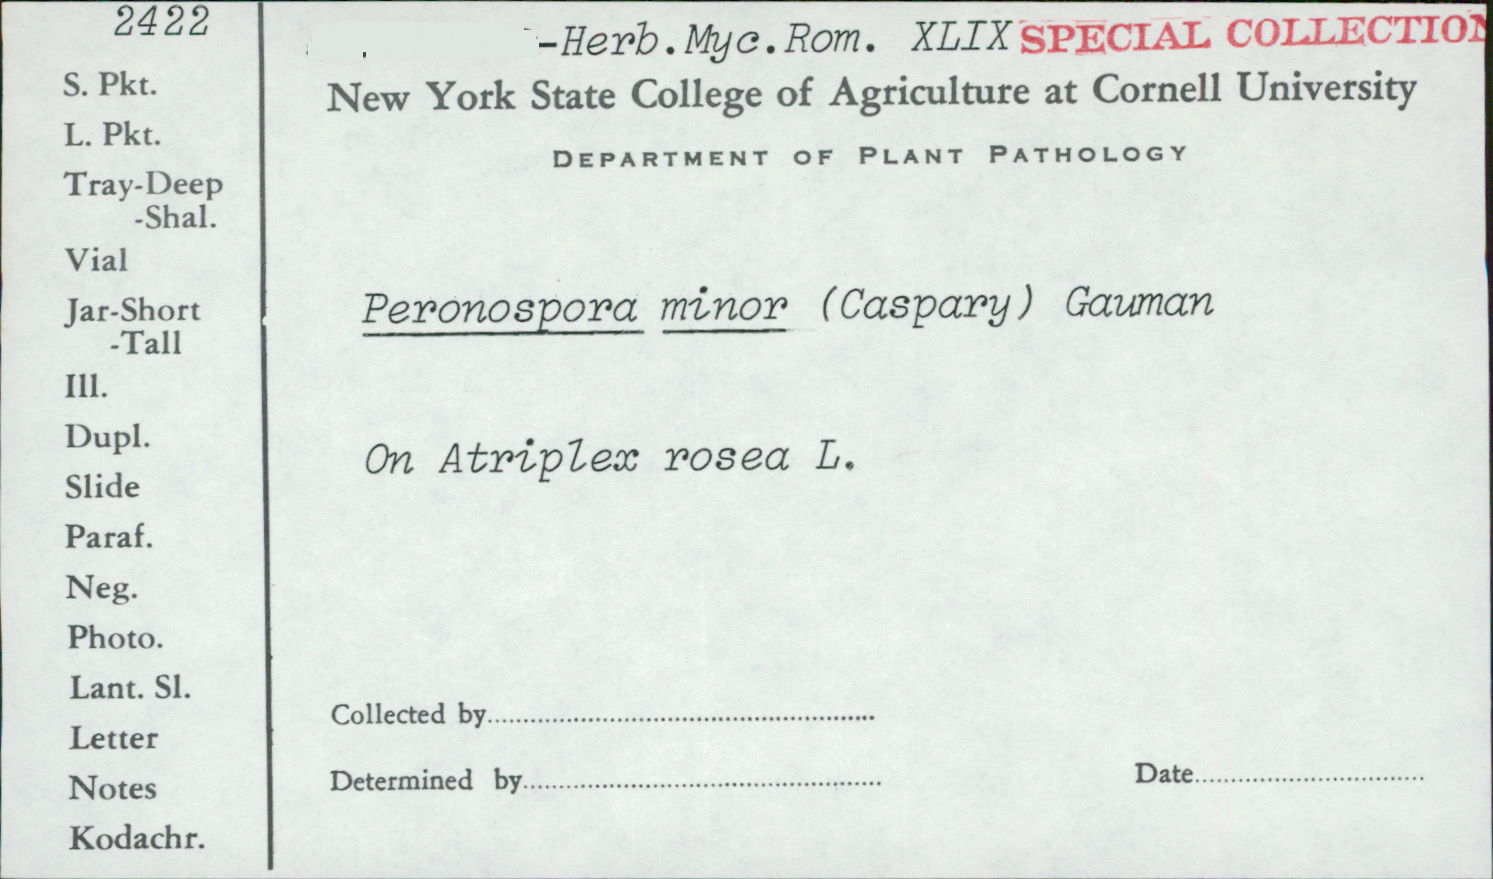 2422
-Herb.Myc.Rom. XLIX SPECIAL COLLECTION
New York State College of Agriculture at Cornell University
DEPARTMENT OF PLANT PATHOLOGY
S. Pkt.
L. Pkt.
Tray-Deep
-Shal.
Vial
Jar-Short
-Tall
Ill.
Dupl.
Slide
Paraf.
Neg.
Photo.
Lant. Sl.
Letter
Notes
Kodachr.
Peronospora minor (Caspary) Gauman
On Atriplex rosea L.
Collected by
Determined by
Date